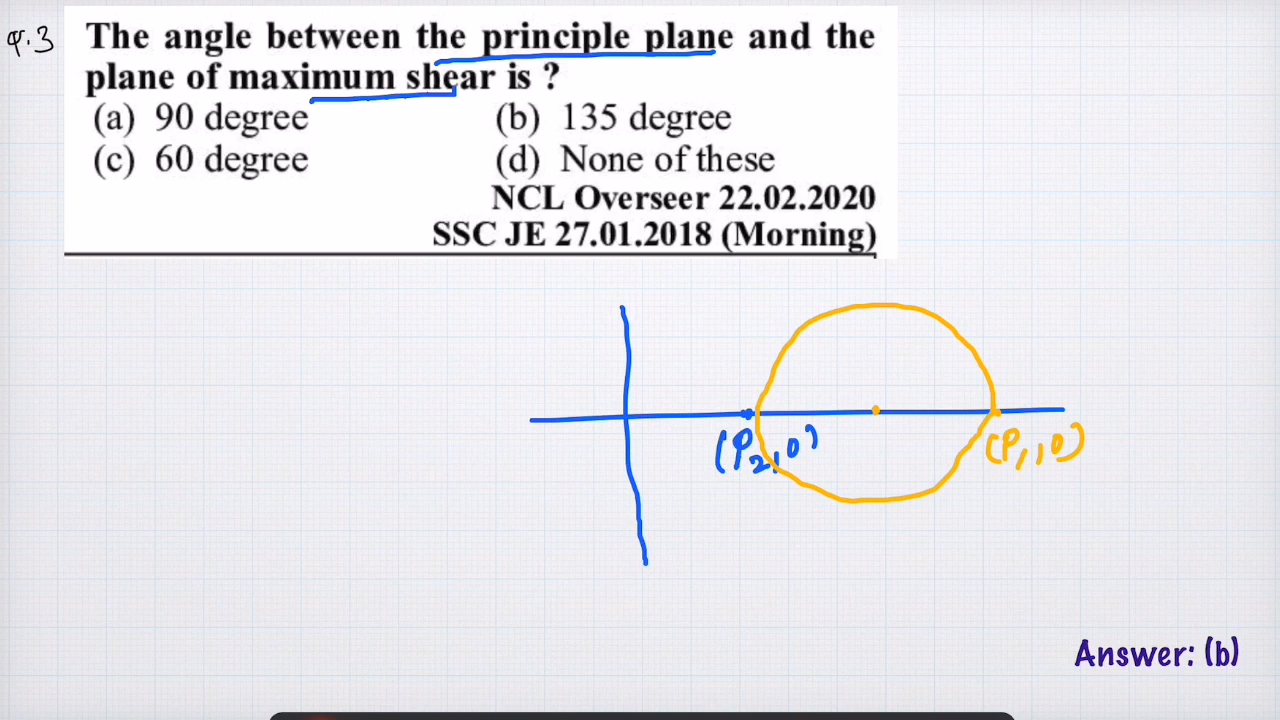 q.3
The angle between the principle plane and the
plane of maximum shear is ?
(a) 90 degree (b) 135 degree
(c) 60 degree (d) None of these
NCL Overseer 22.02.2020
SSC JE 27.01.2018 (Morning)
(P2,0) (P1,0)
Answer: (b)